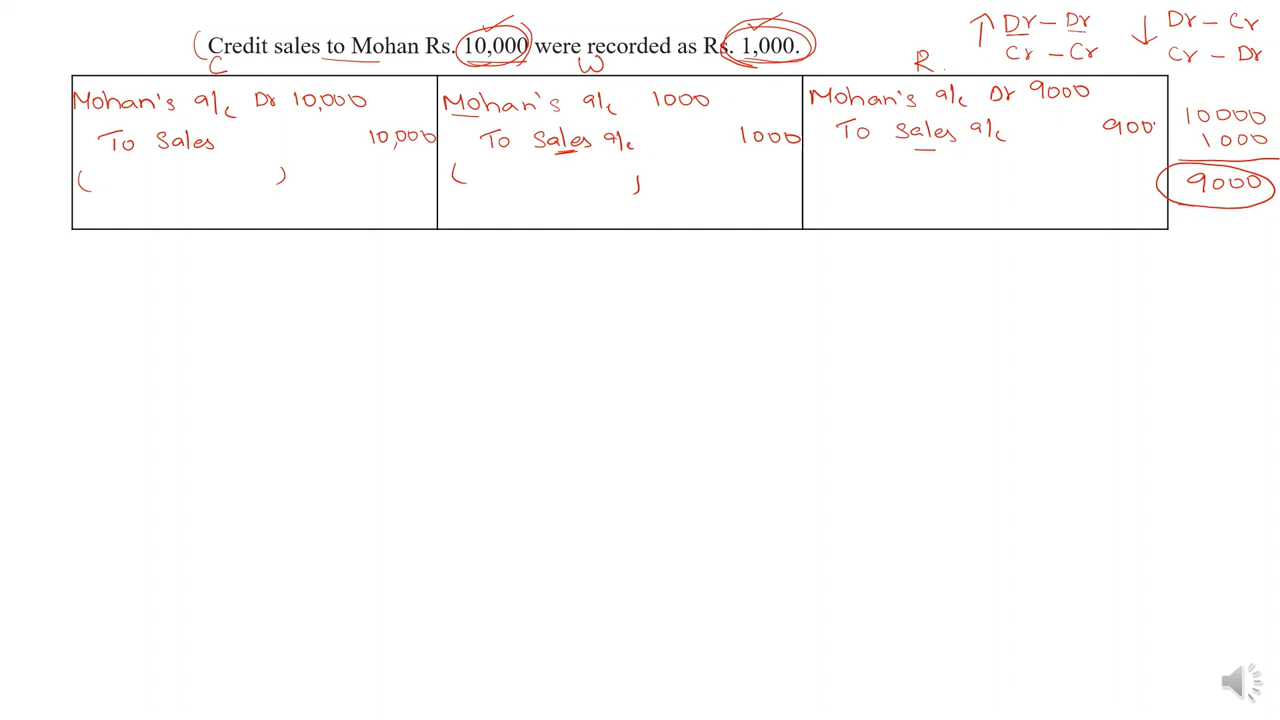 (Credit sales to Mohan Rs. 10,000 were recorded as Rs. 1,000.
↑ Dr – Dr
Cr – Cr
↓ Dr – Cr
Cr – Dr
C
W
R
Mohan's a/c Dr 10,000
To Sales 10,000
( )
Mohan's a/c 1000
To Sales a/c 1000
( )
Mohan's a/c Dr 9000
To Sales a/c 900
10000
1000
9000